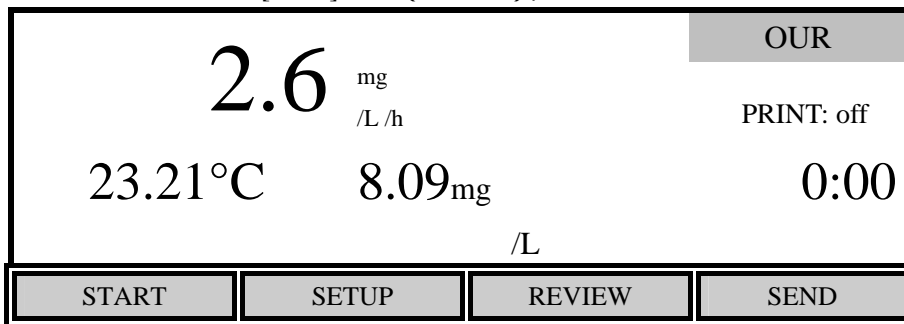 OUR
2.6 mg
/L /h
PRINT: off
23.21°C 8.09mg 0:00
/L
START SETUP REVIEW SEND